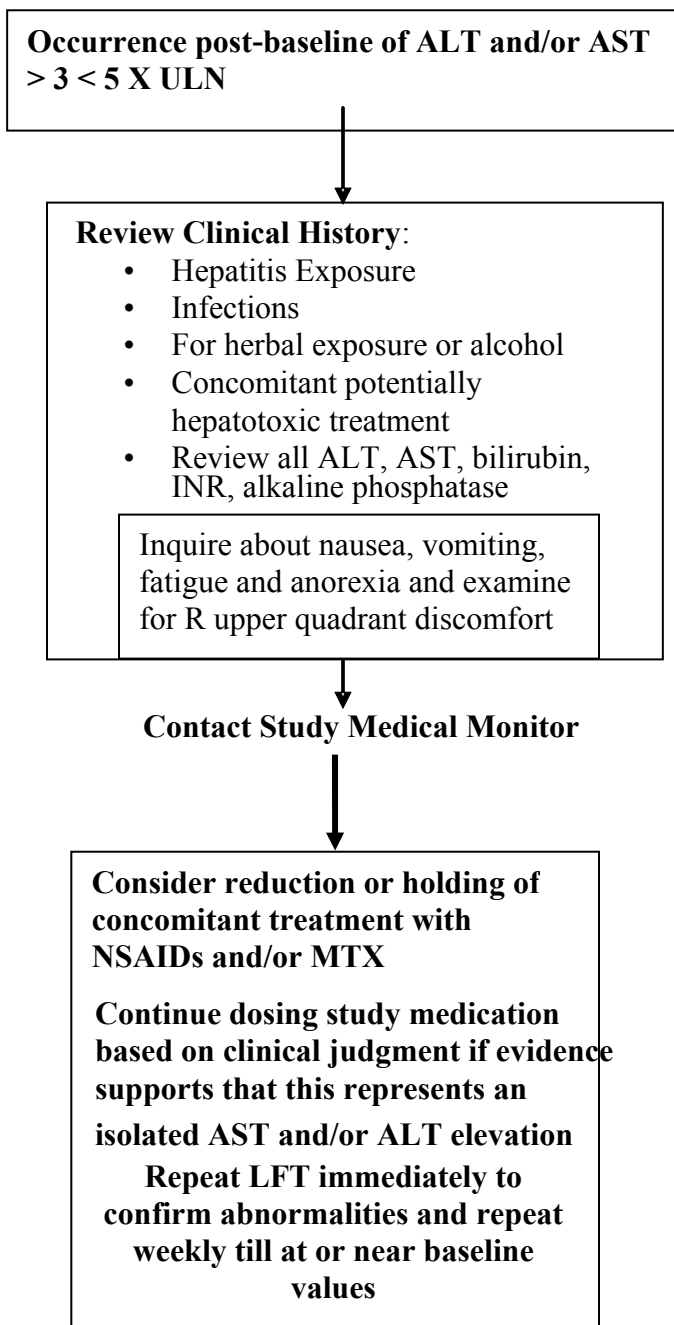 Occurrence post-baseline of ALT and/or AST
> 3 < 5 X ULN
Review Clinical History:
• Hepatitis Exposure
• Infections
• For herbal exposure or alcohol
• Concomitant potentially
hepatotoxic treatment
• Review all ALT, AST, bilirubin,
INR, alkaline phosphatase
Inquire about nausea, vomiting,
fatigue and anorexia and examine
for R upper quadrant discomfort
Contact Study Medical Monitor
Consider reduction or holding of
concomitant treatment with
NSAIDs and/or MTX
Continue dosing study medication
based on clinical judgment if evidence
supports that this represents an
isolated AST and/or ALT elevation
Repeat LFT immediately to
confirm abnormalities and repeat
weekly till at or near baseline
values